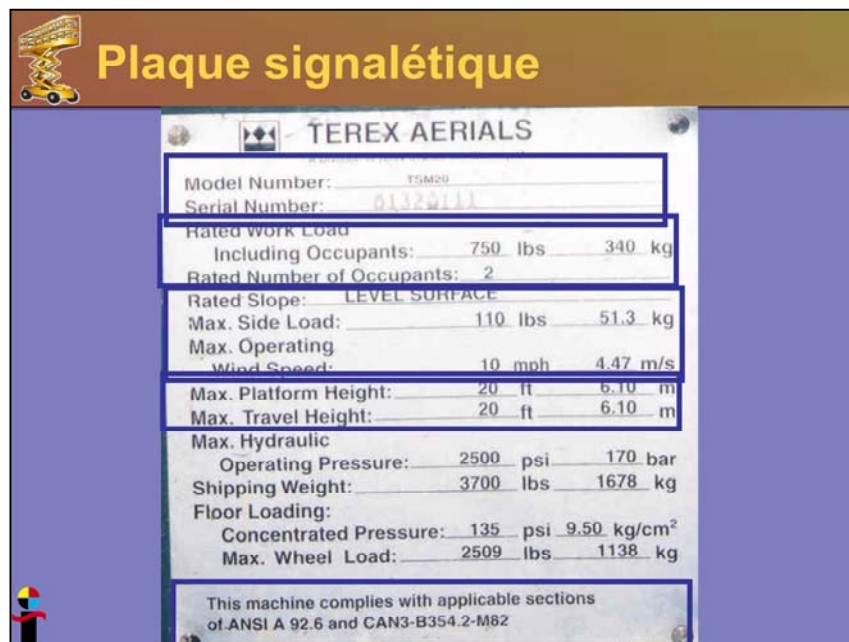 Plaque signalétique
TEREX AERIALS
Model Number: TSM20
Serial Number: 01320111
Rated Work Load
Including Occupants: 750 lbs 340 kg
Rated Number of Occupants: 2
Rated Slope: LEVEL SURFACE
Max. Side Load: 110 lbs 51.3 kg
Max. Operating
Wind Speed: 10 mph 4.47 m/s
Max. Platform Height: 20 ft 6.10 m
Max. Travel Height: 20 ft 6.10 m
Max. Hydraulic
Operating Pressure: 2500 psi 170 bar
Shipping Weight: 3700 lbs 1678 kg
Floor Loading:
Concentrated Pressure: 135 psi 9.50 kg/cm²
Max. Wheel Load: 2509 lbs 1138 kg
This machine complies with applicable sections
of ANSI A 92.6 and CAN3-B354.2-M82